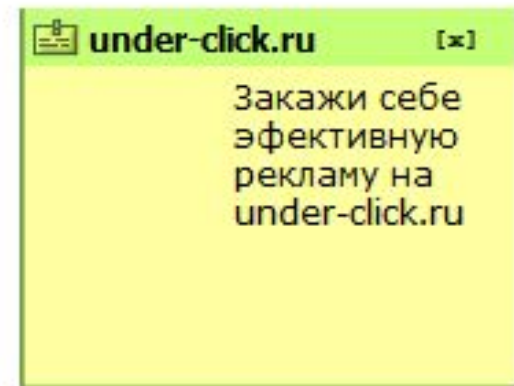 under-click.ru [x]
Закажи себе
эфективную
рекламу на
under-click.ru